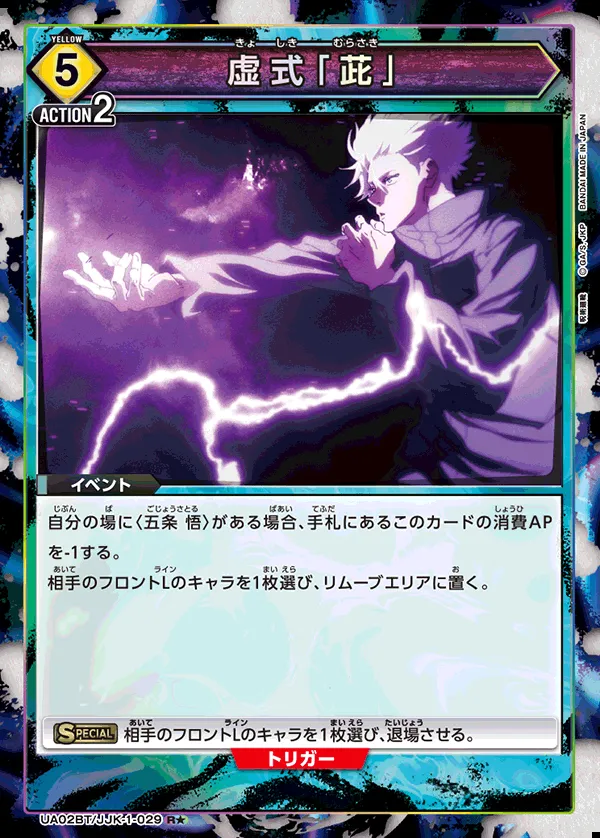 YELLOW
5
ACTION2
きょ しき むらさき
虚式「茈」
BANDAI MADE IN JAPAN
©GA/S,JKP
呪術廻戦
イベント
じぶん ば ごじょうさとる ばあい てふだ しょうひ
自分の場に〈五条 悟〉がある場合、手札にあるこのカードの消費AP
を-1する。
あいて ライン まい えら お
相手のフロントLのキャラを1枚選び、リムーブエリアに置く。
あいて ライン まい えら たいじょう
SPECIAL 相手のフロントLのキャラを1枚選び、退場させる。
トリガー
UA02BT/JJK-1-029 R★